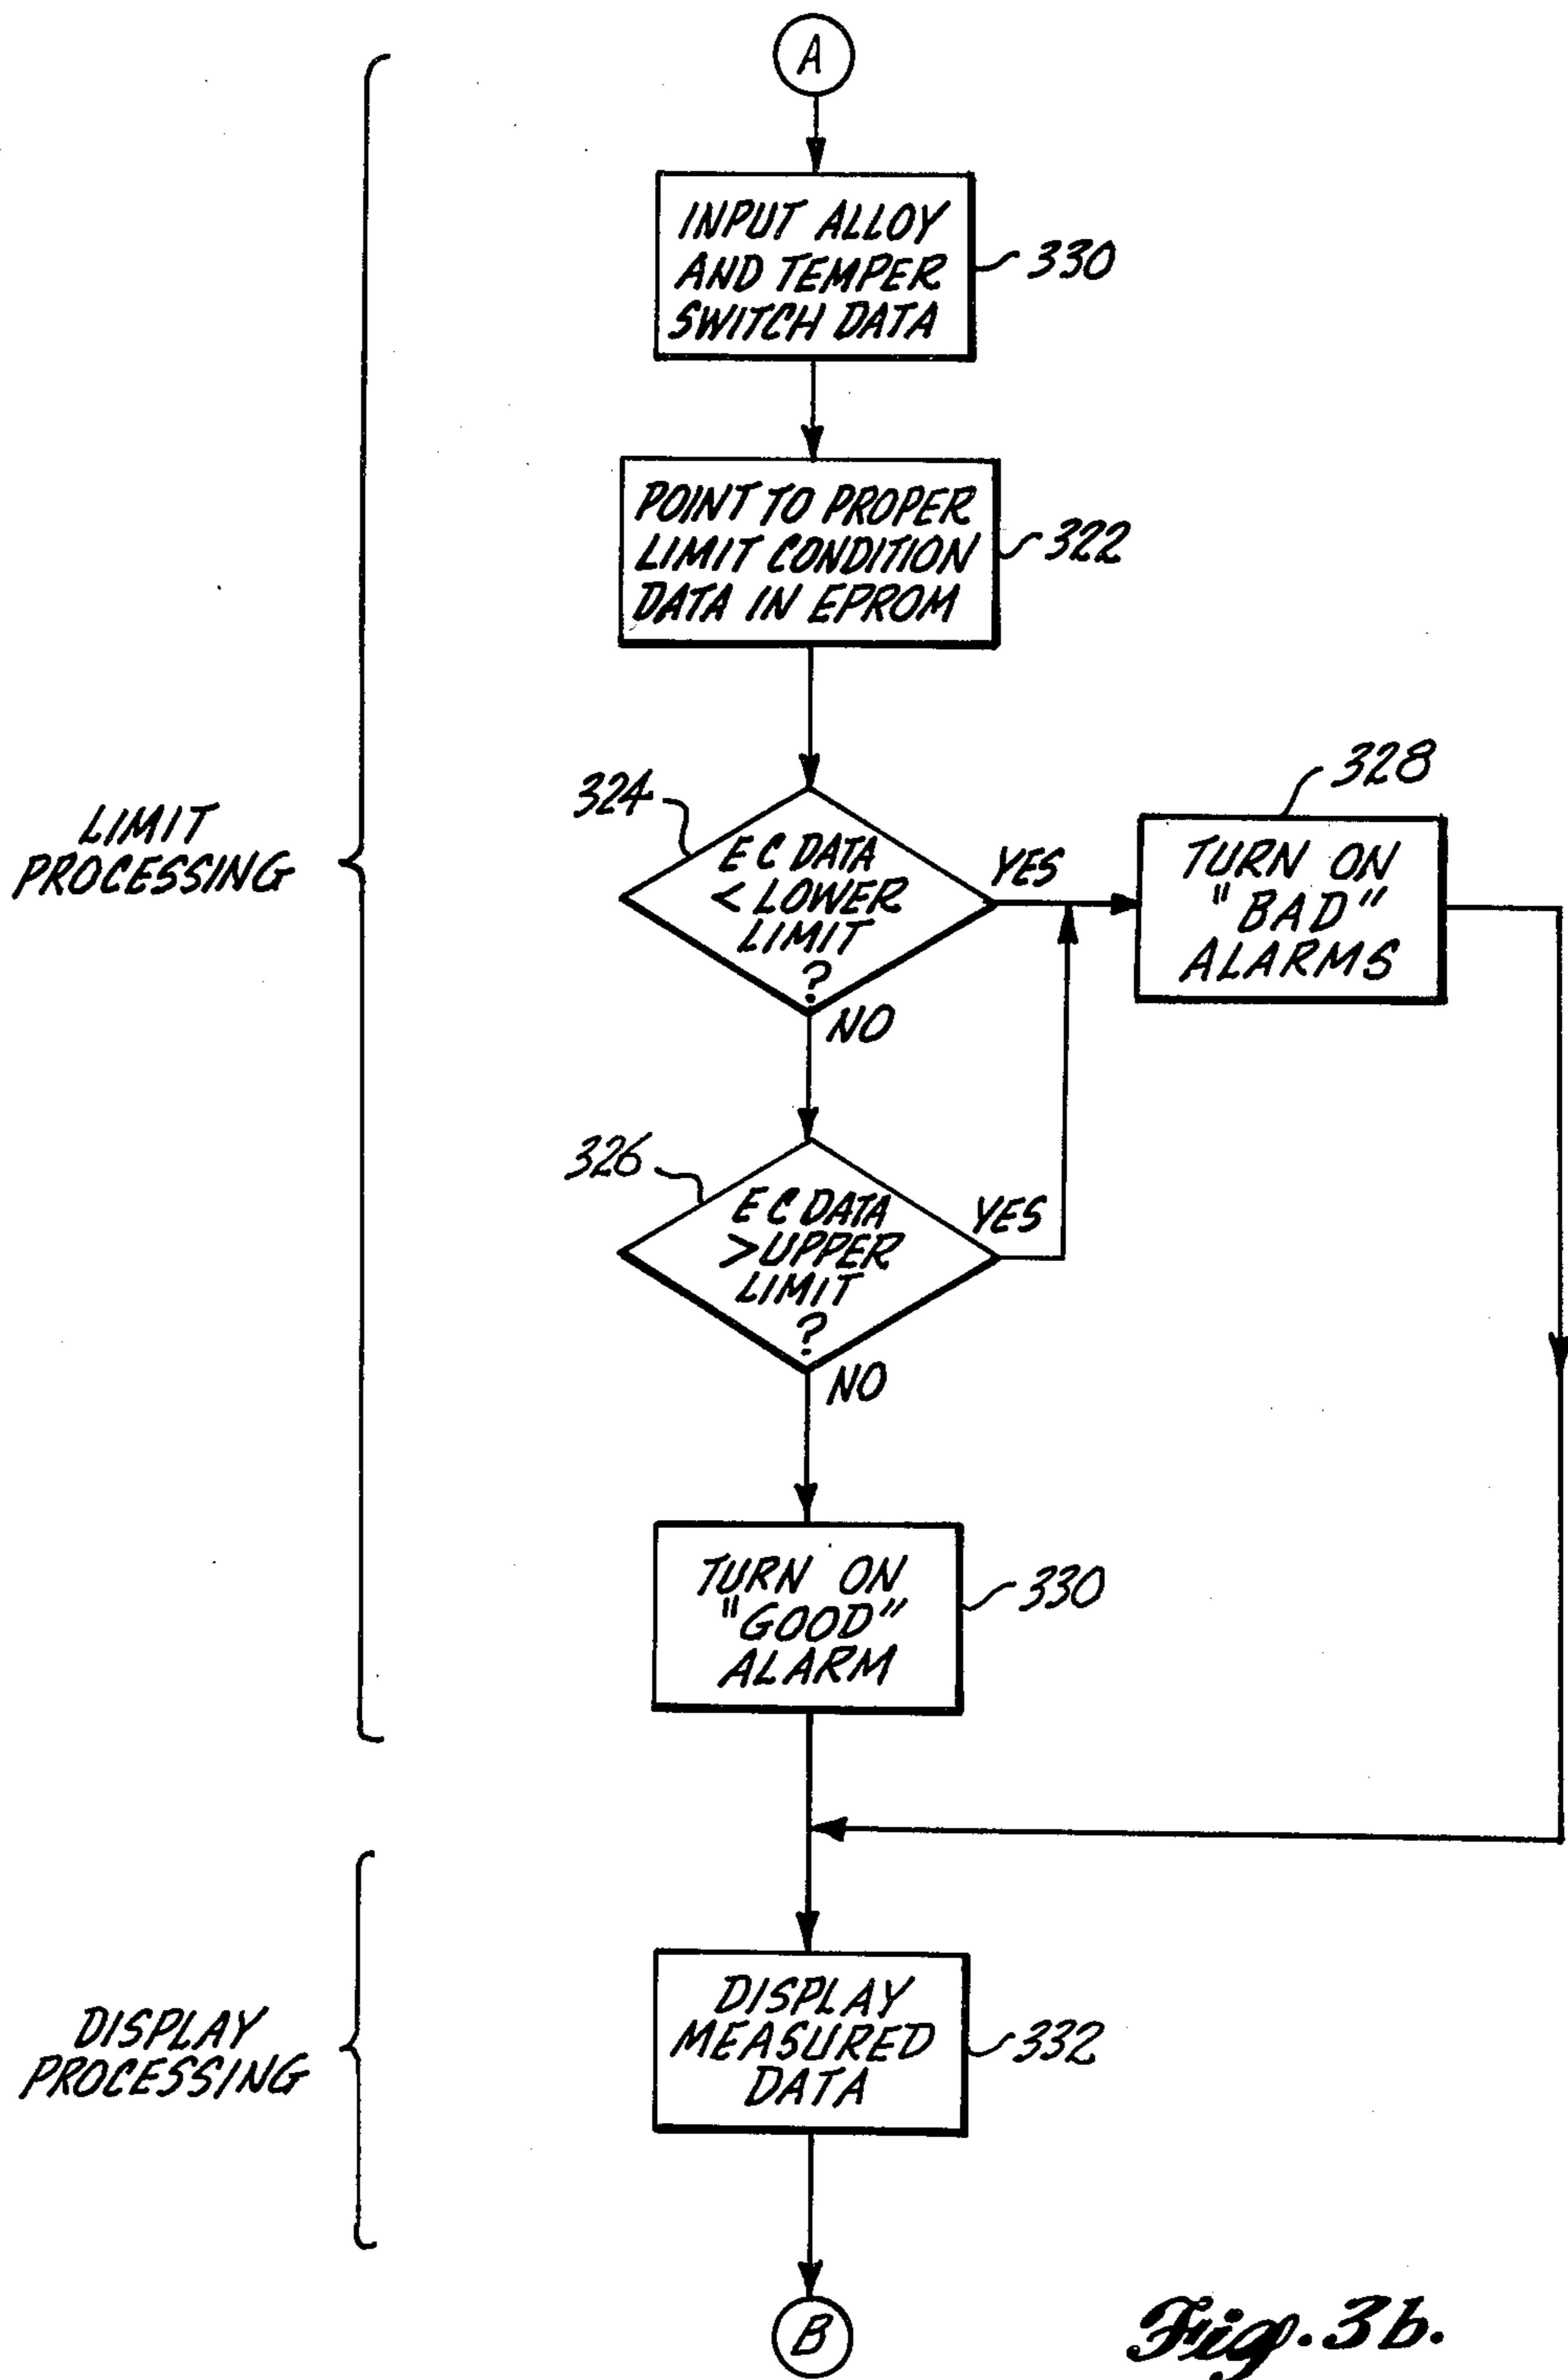 A
INPUT ALLOY
AND TEMPER
SWITCH DATA
330
POINT TO PROPER
LIMIT CONDITION
DATA IN EPROM
322
LIMIT
PROCESSING
324
E C DATA
< LOWER
LIMIT
?
YES
NO
328
TURN ON
"BAD"
ALARMS
326
E C DATA
> UPPER
LIMIT
?
YES
NO
TURN ON
"GOOD"
ALARM
330
DISPLAY
PROCESSING
DISPLAY
MEASURED
DATA
332
B
Fig. 3b.